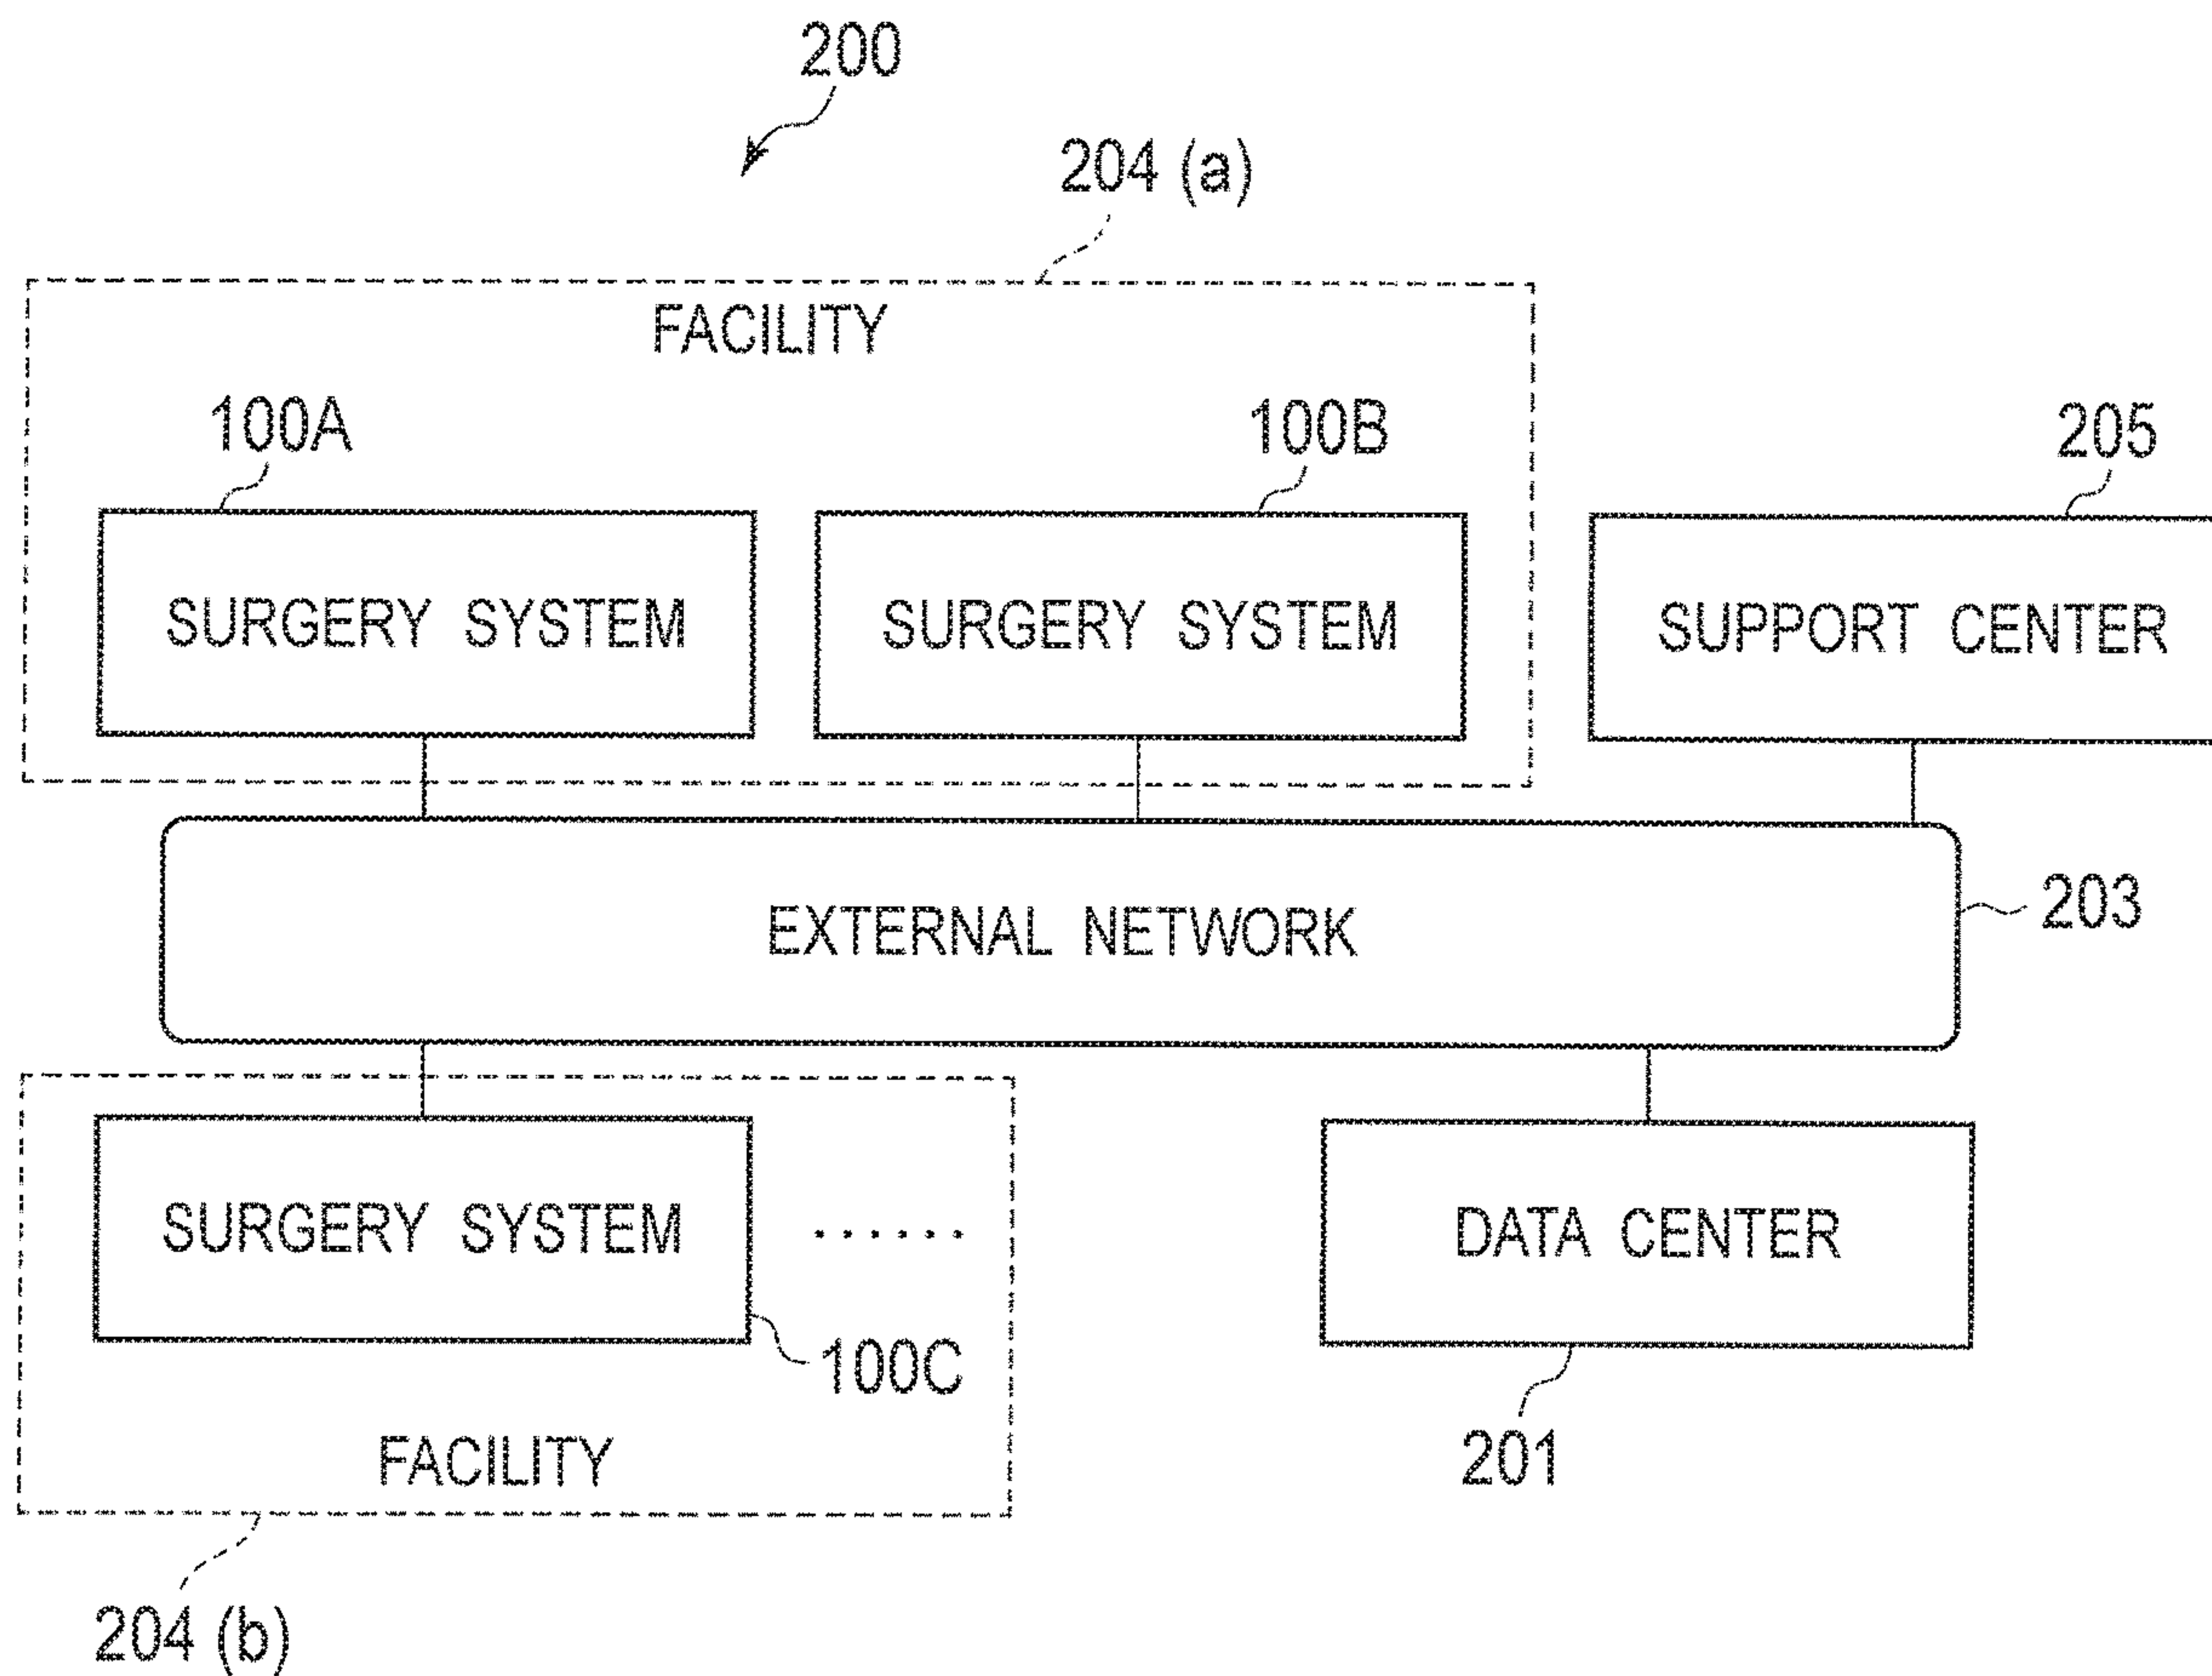 200
204 (a)
FACILITY
100A
100B
205
SURGERY SYSTEM
SURGERY SYSTEM
SUPPORT CENTER
EXTERNAL NETWORK
203
SURGERY SYSTEM
......
DATA CENTER
100C
FACILITY
201
204 (b)